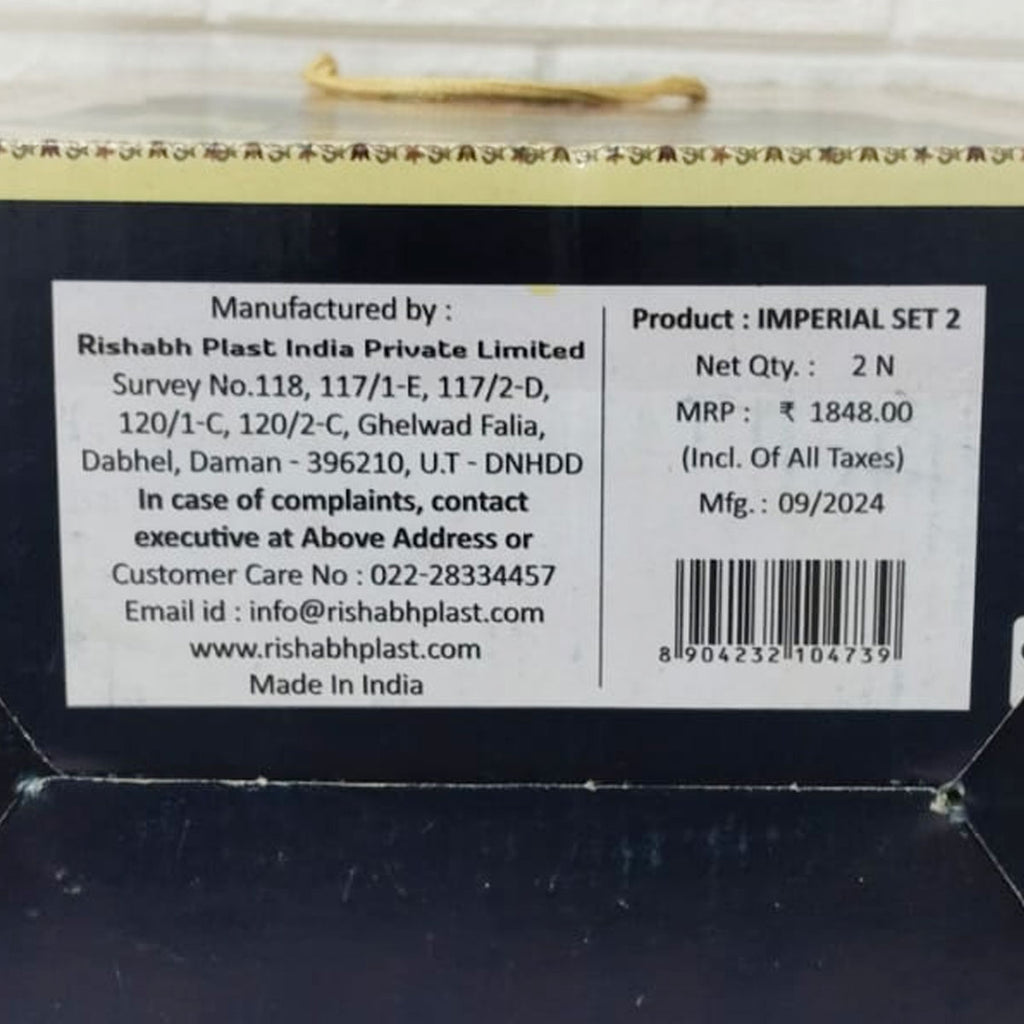 Manufactured by :
Rishabh Plast India Private Limited
Survey No.118, 117/1-E, 117/2-D,
120/1-C, 120/2-C, Ghelwad Falia,
Dabhel, Daman - 396210, U.T - DNHDD
In case of complaints, contact
executive at Above Address or
Customer Care No : 022-28334457
Email id : info@rishabhplast.com
www.rishabhplast.com
Made In India
Product : IMPERIAL SET 2
Net Qty. : 2 N
MRP : ₹ 1848.00
(Incl. Of All Taxes)
Mfg. : 09/2024
8 904232 104739